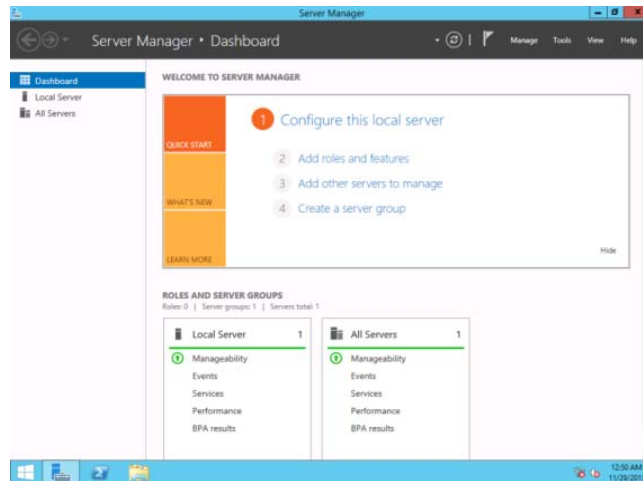 Server Manager
Server Manager • Dashboard
Manage Tools View Help
Dashboard
Local Server
All Servers
WELCOME TO SERVER MANAGER
QUICK START
WHAT'S NEW
LEARN MORE
1 Configure this local server
2 Add roles and features
3 Add other servers to manage
4 Create a server group
Hide
ROLES AND SERVER GROUPS
Roles: 0 | Server groups: 1 | Servers total: 1
Local Server 1
Manageability
Events
Services
Performance
BPA results
All Servers 1
Manageability
Events
Services
Performance
BPA results
12:50 AM